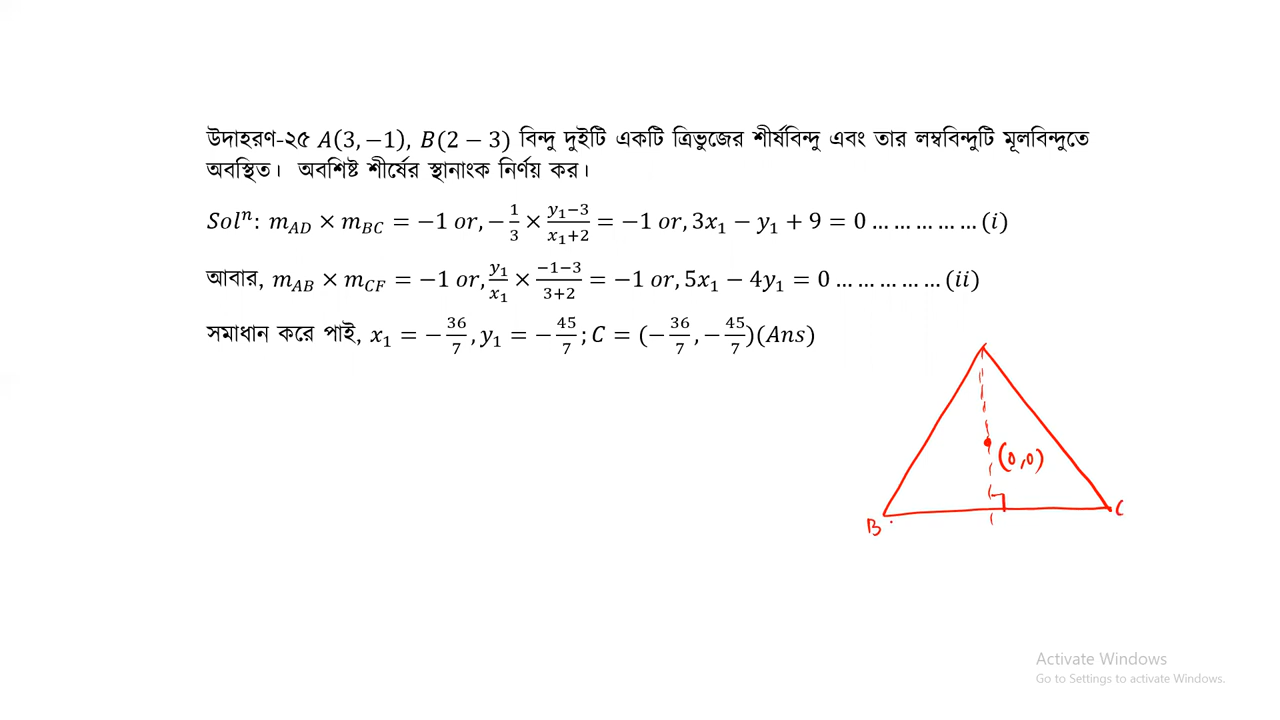 উদাহরণ-২৫ A(3, −1), B(2 − 3) বিন্দু দুইটি একটি ত্রিভুজের শীর্ষবিন্দু এবং তার লম্ববিন্দুটি মূলবিন্দুতে
অবস্থিত। অবশিষ্ট শীর্ষের স্থানাংক নির্ণয় কর।
Solⁿ: m_AD × m_BC = −1 or, −1/3 × (y₁−3)/(x₁+2) = −1 or, 3x₁ − y₁ + 9 = 0 … … … … … (i)
আবার, m_AB × m_CF = −1 or, y₁/x₁ × (−1−3)/(3+2) = −1 or, 5x₁ − 4y₁ = 0 … … … … … (ii)
সমাধান করে পাই, x₁ = −36/7, y₁ = −45/7; C = (−36/7, −45/7)(Ans)
(0,0)
B C
Activate Windows
Go to Settings to activate Windows.